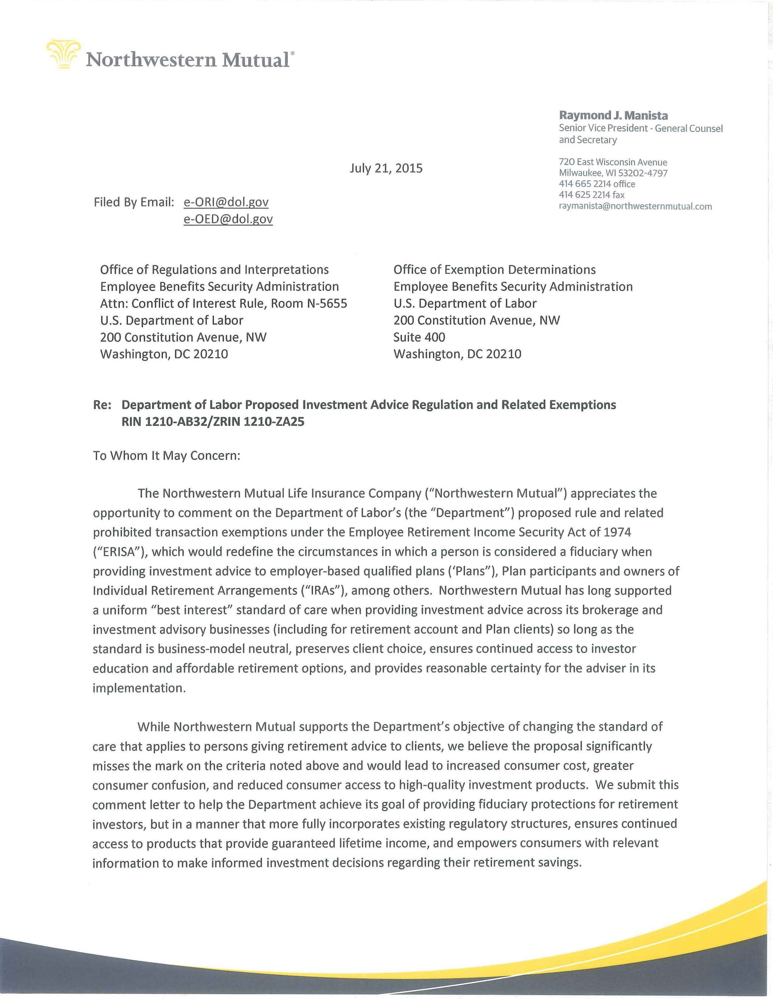 Northwestern Mutual®
Raymond J. Manista
Senior Vice President - General Counsel
and Secretary
720 East Wisconsin Avenue
Milwaukee, WI 53202-4797
414 665 2214 office
414 625 2214 fax
raymanista@northwesternmutual.com
July 21, 2015
Filed By Email: e-ORI@dol.gov
e-OED@dol.gov
Office of Regulations and Interpretations
Employee Benefits Security Administration
Attn: Conflict of Interest Rule, Room N-5655
U.S. Department of Labor
200 Constitution Avenue, NW
Washington, DC 20210
Office of Exemption Determinations
Employee Benefits Security Administration
U.S. Department of Labor
200 Constitution Avenue, NW
Suite 400
Washington, DC 20210
Re: Department of Labor Proposed Investment Advice Regulation and Related Exemptions
RIN 1210-AB32/ZRIN 1210-ZA25
To Whom It May Concern:
The Northwestern Mutual Life Insurance Company (“Northwestern Mutual”) appreciates the
opportunity to comment on the Department of Labor’s (the “Department”) proposed rule and related
prohibited transaction exemptions under the Employee Retirement Income Security Act of 1974
(“ERISA”), which would redefine the circumstances in which a person is considered a fiduciary when
providing investment advice to employer-based qualified plans (‘Plans”), Plan participants and owners of
Individual Retirement Arrangements (“IRAs”), among others. Northwestern Mutual has long supported
a uniform “best interest” standard of care when providing investment advice across its brokerage and
investment advisory businesses (including for retirement account and Plan clients) so long as the
standard is business-model neutral, preserves client choice, ensures continued access to investor
education and affordable retirement options, and provides reasonable certainty for the adviser in its
implementation.
While Northwestern Mutual supports the Department’s objective of changing the standard of
care that applies to persons giving retirement advice to clients, we believe the proposal significantly
misses the mark on the criteria noted above and would lead to increased consumer cost, greater
consumer confusion, and reduced consumer access to high-quality investment products. We submit this
comment letter to help the Department achieve its goal of providing fiduciary protections for retirement
investors, but in a manner that more fully incorporates existing regulatory structures, ensures continued
access to products that provide guaranteed lifetime income, and empowers consumers with relevant
information to make informed investment decisions regarding their retirement savings.